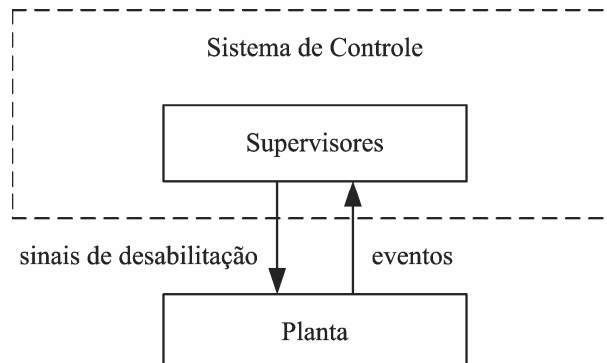 Sistema de Controle
Supervisores
sinais de desabilitação
eventos
Planta